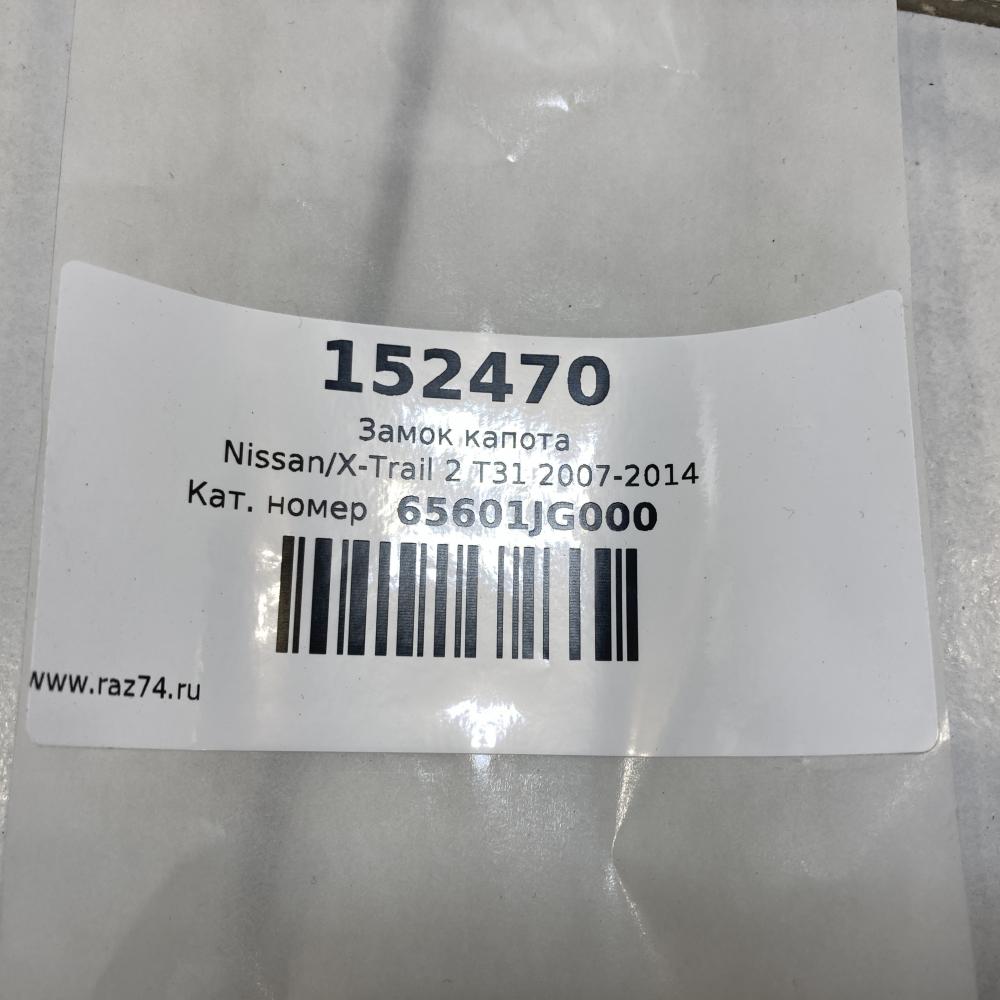 152470
Замок капота
Nissan/X-Trail 2 T31 2007-2014
Кат. номер 65601JG000
www.raz74.ru